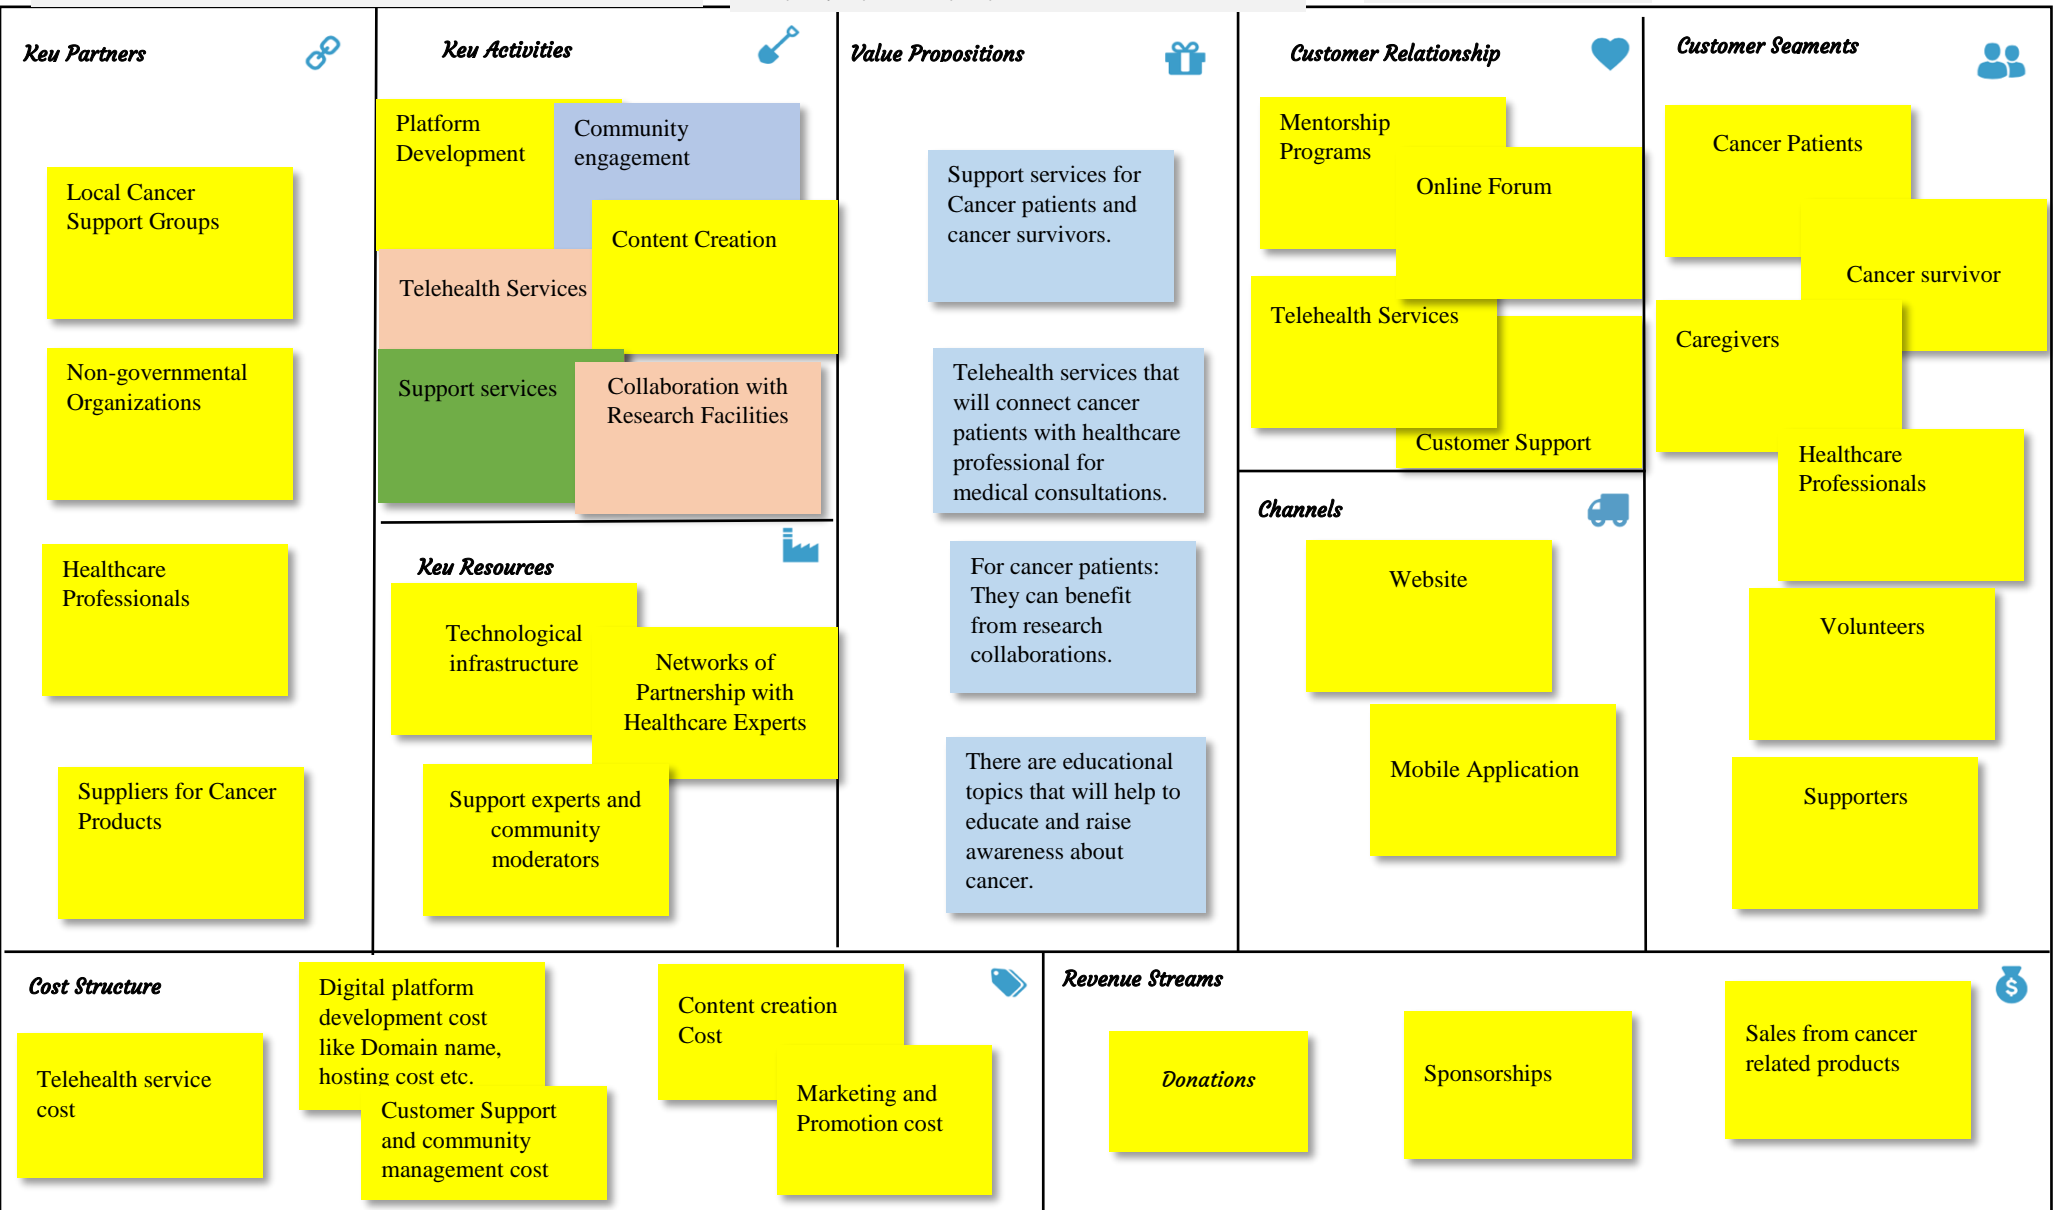 Key Partners
Local Cancer
Support Groups
Non-governmental
Organizations
Healthcare
Professionals
Suppliers for Cancer
Products
Key Activities
Platform
Development
Community
engagement
Content Creation
Telehealth Services
Support services
Collaboration with
Research Facilities
Key Resources
Technological
infrastructure
Networks of
Partnership with
Healthcare Experts
Support experts and
community
moderators
Value Propositions
Support services for
Cancer patients and
cancer survivors.
Telehealth services that
will connect cancer
patients with healthcare
professional for
medical consultations.
For cancer patients:
They can benefit
from research
collaborations.
There are educational
topics that will help to
educate and raise
awareness about
cancer.
Customer Relationship
Mentorship
Programs
Online Forum
Telehealth Services
Customer Support
Channels
Website
Mobile Application
Customer Segments
Cancer Patients
Cancer survivor
Caregivers
Healthcare
Professionals
Volunteers
Supporters
Cost Structure
Telehealth service
cost
Digital platform
development cost
like Domain name,
hosting cost etc.
Customer Support
and community
management cost
Content creation
Cost
Marketing and
Promotion cost
Revenue Streams
Donations
Sponsorships
Sales from cancer
related products
$